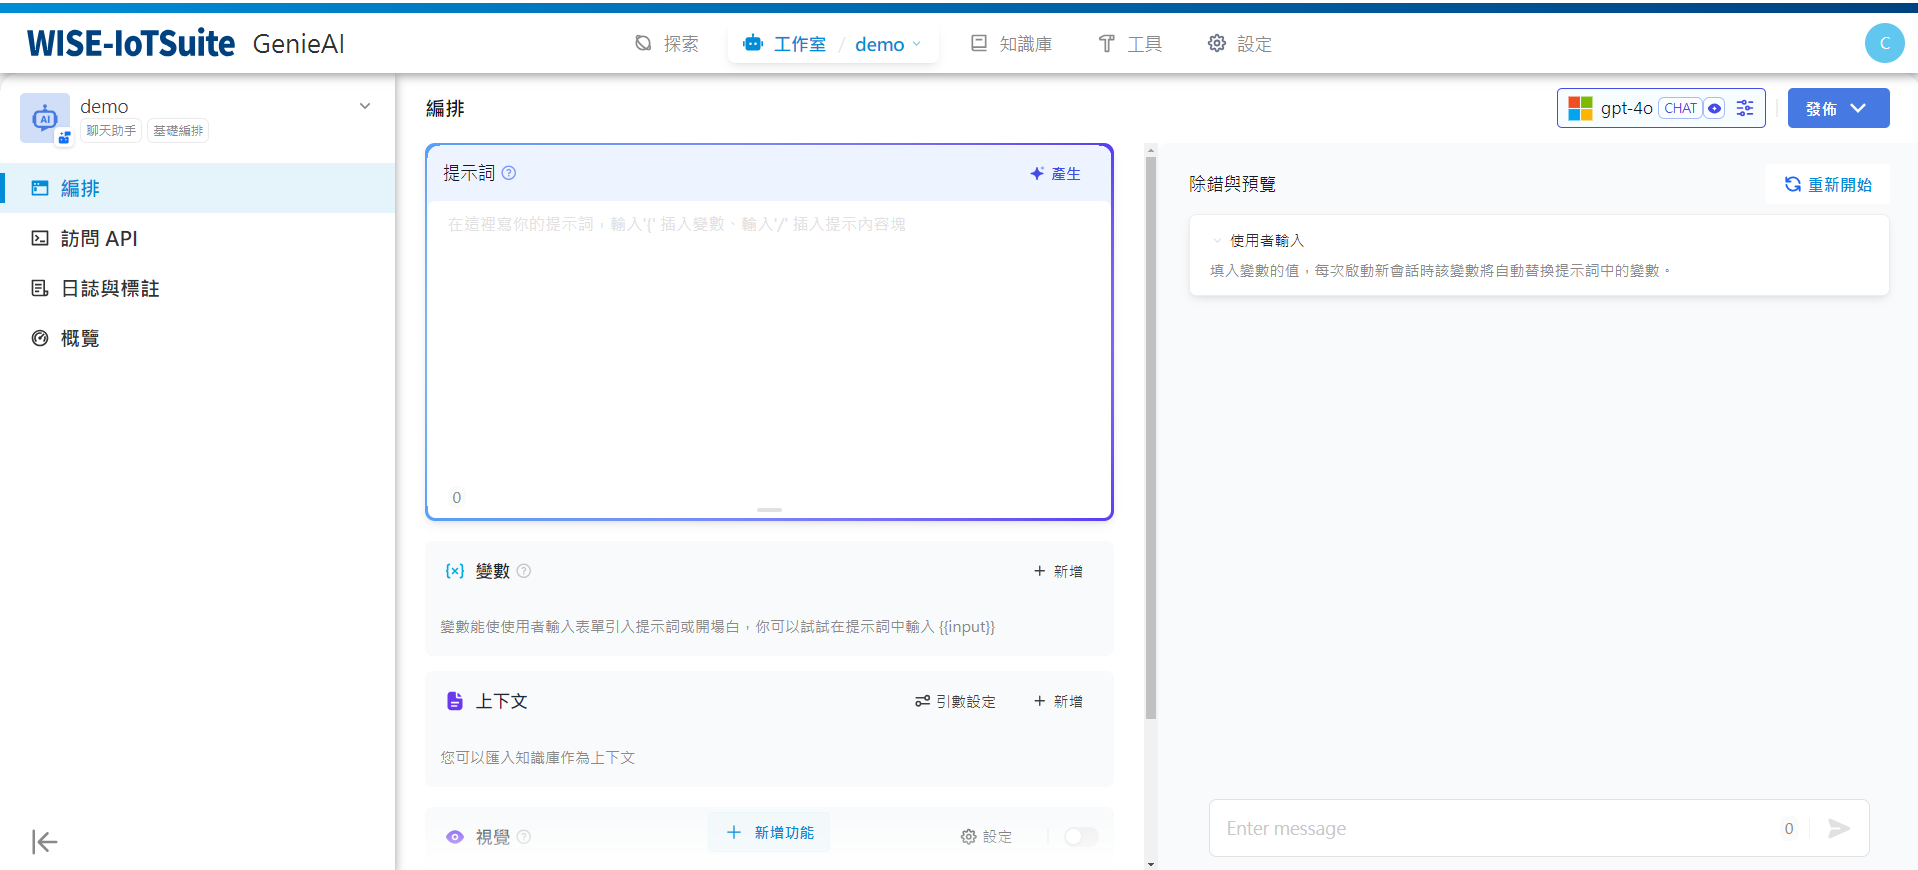 WISE-IoTSuite GenieAI
探索
工作室 / demo
知識庫
工具
設定
C
demo
聊天助手 基礎編排
編排
訪問 API
日誌與標註
概覽
編排
gpt-4o CHAT
發佈
提示詞
產生
在這裡寫你的提示詞，輸入'{' 插入變數、輸入'/' 插入提示內容塊
0
{x} 變數
+ 新增
變數能使使用者輸入表單引入提示詞或開場白，你可以試試在提示詞中輸入 {{input}}
上下文
引數設定
+ 新增
您可以匯入知識庫作為上下文
視覺
+ 新增功能
設定
除錯與預覽
重新開始
使用者輸入
填入變數的值，每次啟動新會話時該變數將自動替換提示詞中的變數。
Enter message
0